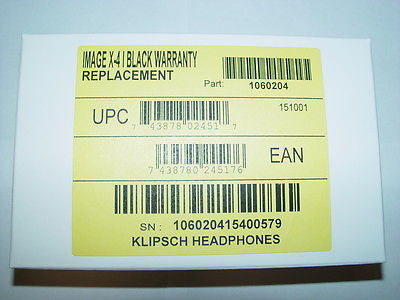 IMAGE X-4 I BLACK WARRANTY
REPLACEMENT
Part: 1060204
151001
UPC
7 43878 02451 7
7 438780 245176
EAN
SN : 106020415400579
KLIPSCH HEADPHONES